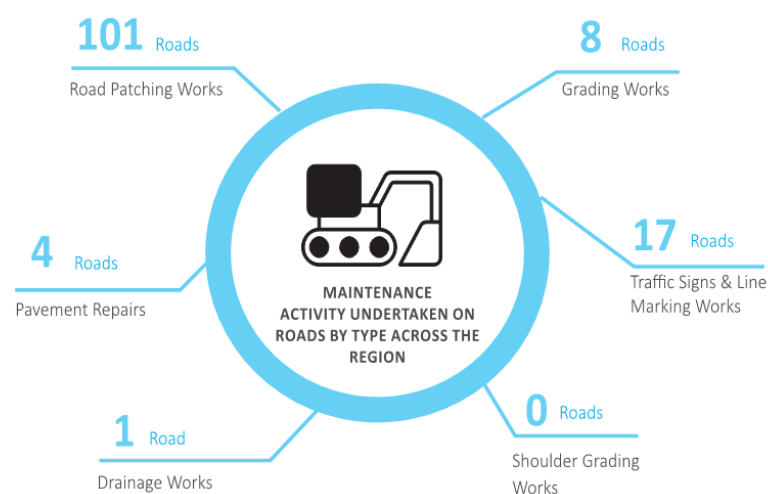 101 Roads
Road Patching Works
8 Roads
Grading Works
4 Roads
Pavement Repairs
MAINTENANCE
ACTIVITY UNDERTAKEN ON
ROADS BY TYPE ACROSS THE
REGION
17 Roads
Traffic Signs & Line
Marking Works
1 Road
Drainage Works
0 Roads
Shoulder Grading
Works